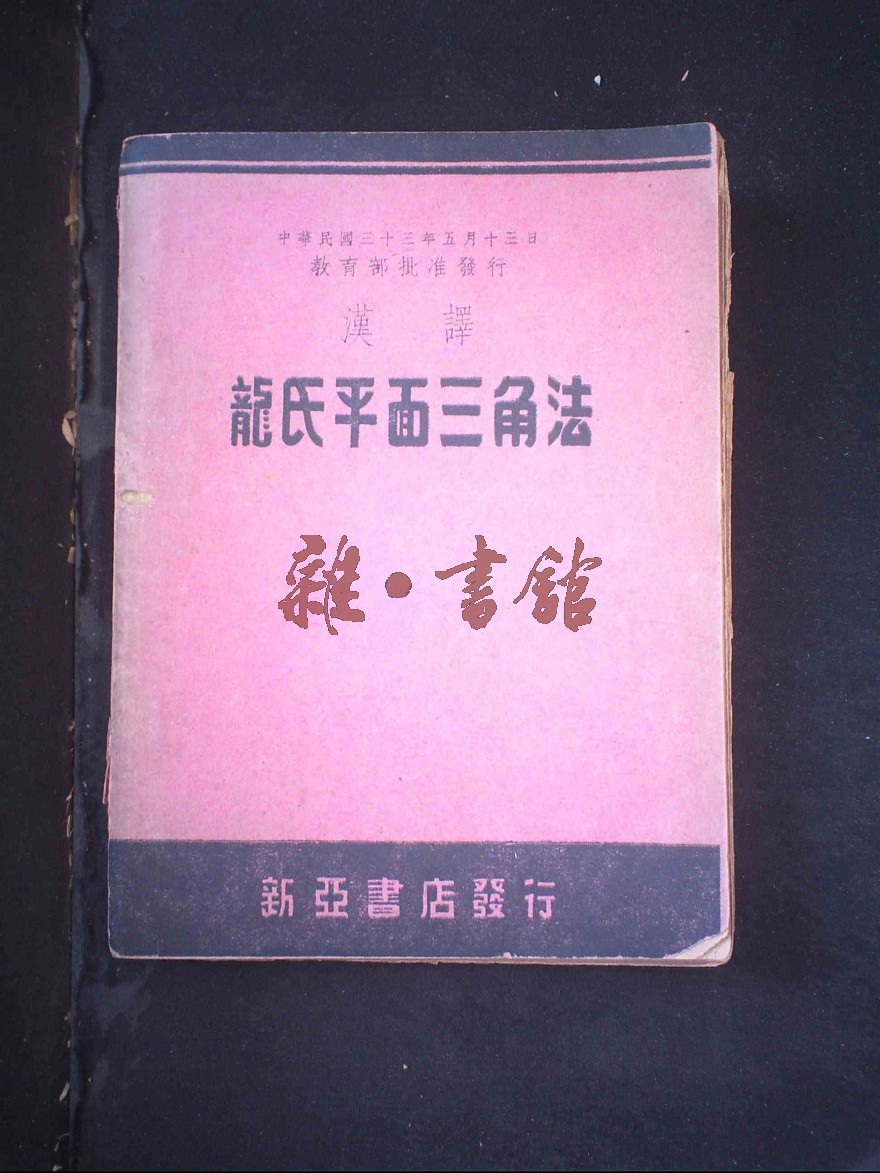 中華民國三十三年五月十三日
教育部批准發行
漢 譯
龍氏平面三角法
雜·書館
新亞書店發行